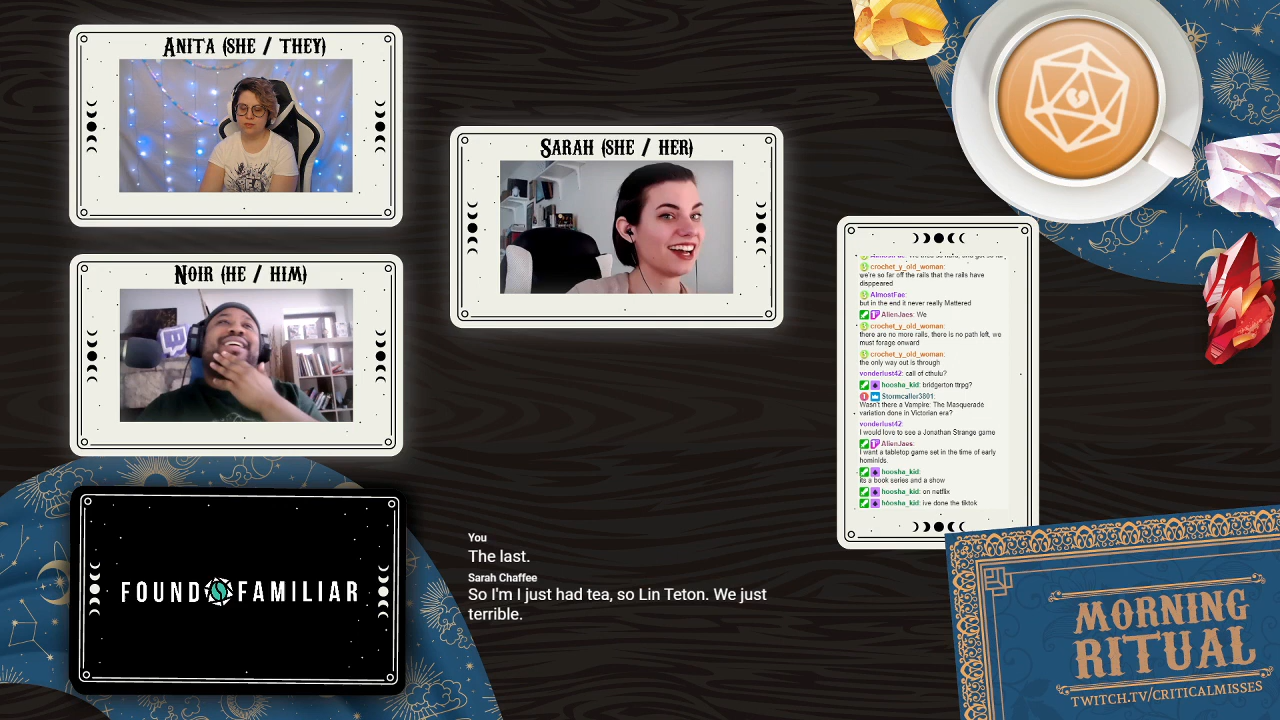 ANITA (SHE / THEY)
SARAH (SHE / HER)
NOIR (HE / HIM)
FOUND FAMILIAR
You
The last.
Sarah Chaffee
So I'm I just had tea, so Lin Teton. We just
terrible.
crochet_y_old_woman:
we're so far off the rails that the rails have
disppeared
AlmostFae:
but in the end it never really Mattered
AlienJaes: We
crochet_y_old_woman:
there are no more rails, there is no path left, we
must forage onward
crochet_y_old_woman:
the only way out is through
vonderlust42: call of cthulu?
hoosha_kid: bridgerton ttrpg?
Stormcaller3801:
Wasn't there a Vampire: The Masquerade
variation done in Victorian era?
vonderlust42:
I would love to see a Jonathan Strange game
AlienJaes:
I want a tabletop game set in the time of early
hominids.
hoosha_kid:
its a book series and a show
hoosha_kid: on netflix
hoosha_kid: ive done the tiktok
MORNING
RITUAL
TWITCH.TV/CRITICALMISSES